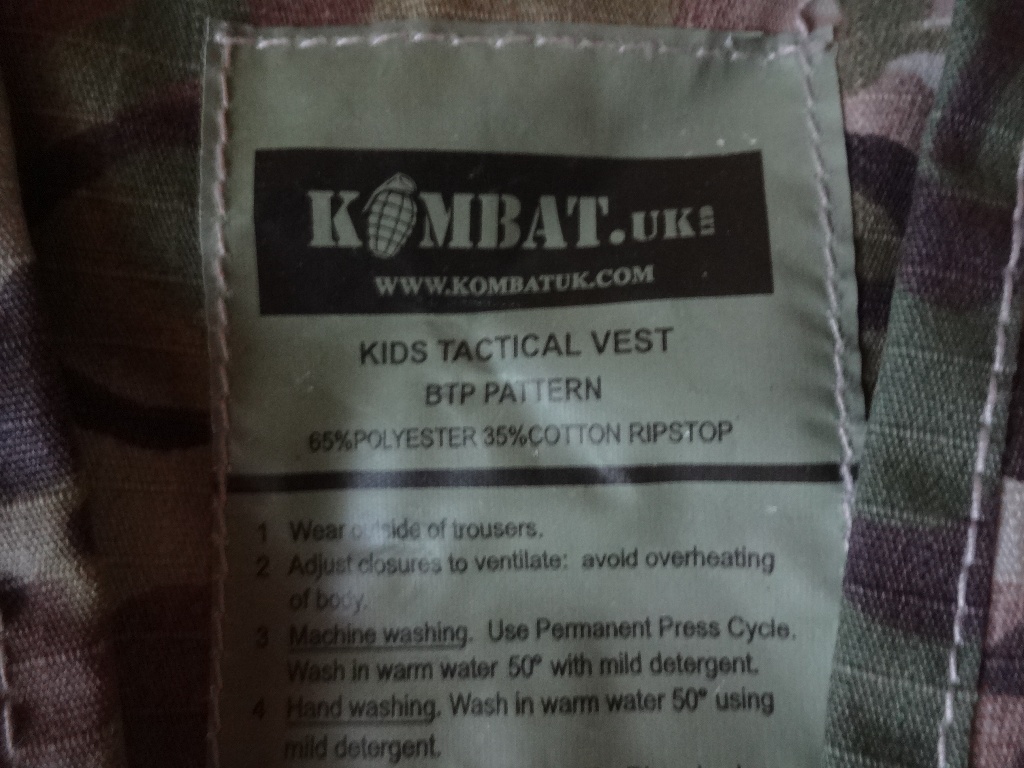 KOMBAT.UK LTD
WWW.KOMBATUK.COM
KIDS TACTICAL VEST
BTP PATTERN
65%POLYESTER 35%COTTON RIPSTOP
1 Wear outside of trousers.
2 Adjust closures to ventilate: avoid overheating
of body.
3 Machine washing. Use Permanent Press Cycle.
Wash in warm water 50° with mild detergent.
4 Hand washing. Wash in warm water 50° using
mild detergent.